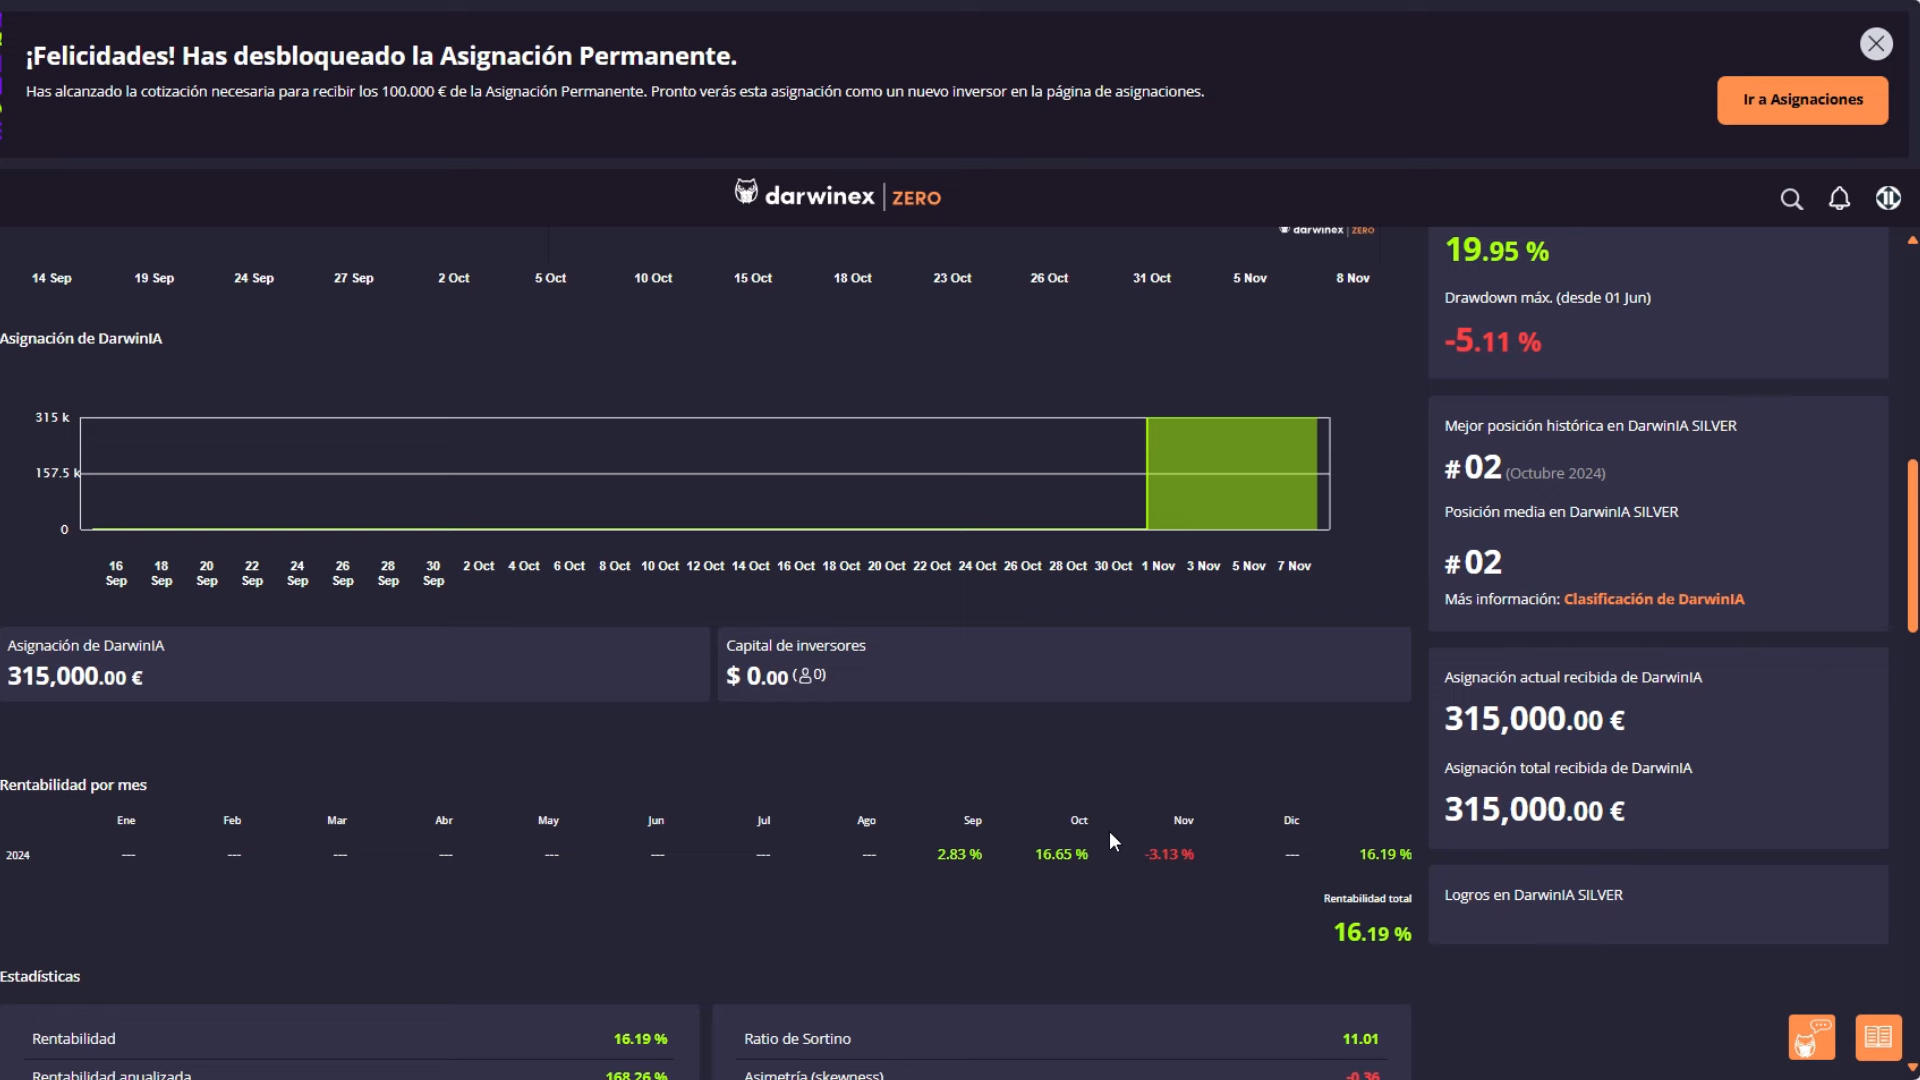 ¡Felicidades! Has desbloqueado la Asignación Permanente.
Has alcanzado la cotización necesaria para recibir los 100.000 € de la Asignación Permanente. Pronto verás esta asignación como un nuevo inversor en la página de asignaciones.
Ir a Asignaciones
darwinex | ZERO
darwinex | ZERO
14 Sep 19 Sep 24 Sep 27 Sep 2 Oct 5 Oct 10 Oct 15 Oct 18 Oct 23 Oct 26 Oct 31 Oct 5 Nov 8 Nov
Asignación de DarwinIA
315 k
157.5 k
0
16 Sep 18 Sep 20 Sep 22 Sep 24 Sep 26 Sep 28 Sep 30 Sep 2 Oct 4 Oct 6 Oct 8 Oct 10 Oct 12 Oct 14 Oct 16 Oct 18 Oct 20 Oct 22 Oct 24 Oct 26 Oct 28 Oct 30 Oct 1 Nov 3 Nov 5 Nov 7 Nov
Asignación de DarwinIA
315,000.00 €
Capital de inversores
$ 0.00 (0)
Rentabilidad por mes
Ene Feb Mar Abr May Jun Jul Ago Sep Oct Nov Dic
2024 --- --- --- --- --- --- --- --- 2.83 % 16.65 % -3.13 % --- 16.19 %
Rentabilidad total
16.19 %
Estadísticas
Rentabilidad 16.19 %
Rentabilidad anualizada 168.26 %
Ratio de Sortino 11.01
Asimetría (skewness) -0.36
19.95 %
Drawdown máx. (desde 01 Jun)
-5.11 %
Mejor posición histórica en DarwinIA SILVER
#02 (Octubre 2024)
Posición media en DarwinIA SILVER
#02
Más información: Clasificación de DarwinIA
Asignación actual recibida de DarwinIA
315,000.00 €
Asignación total recibida de DarwinIA
315,000.00 €
Logros en DarwinIA SILVER